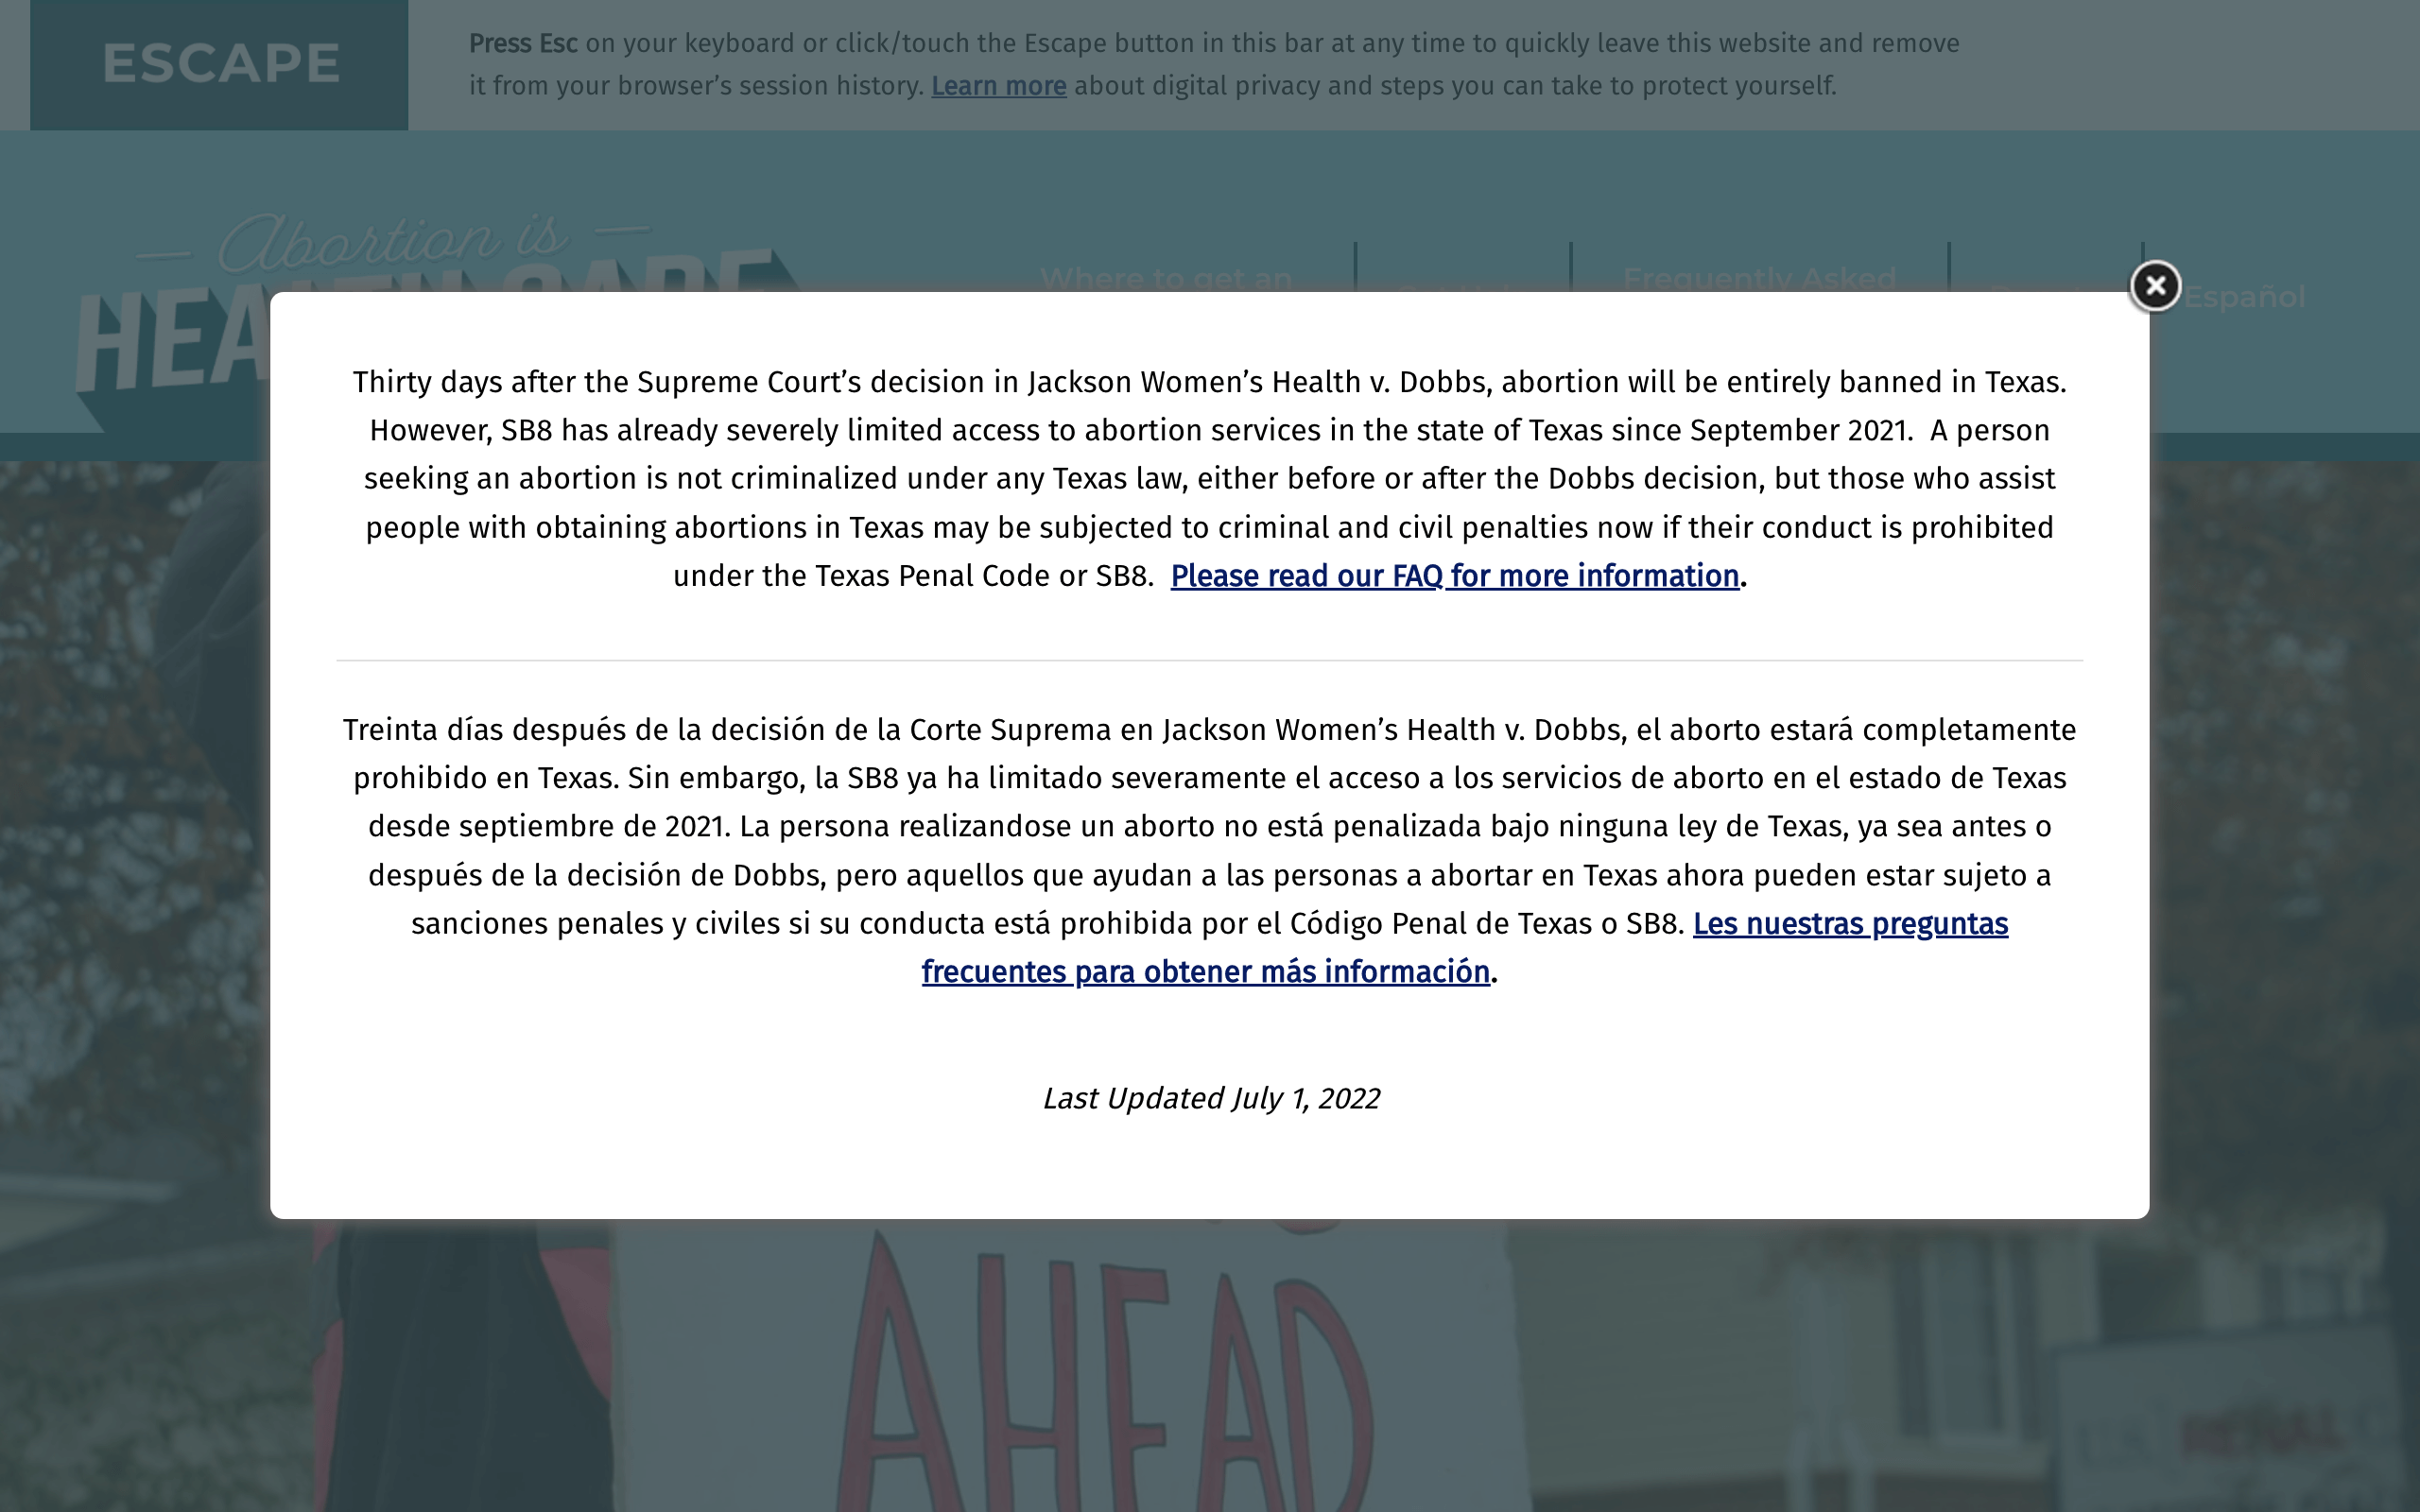 ESCAPE
Press Esc on your keyboard or click/touch the Escape button in this bar at any time to quickly leave this website and remove
it from your browser’s session history. Learn more about digital privacy and steps you can take to protect yourself.
Abortion is
HEALTH CARE
Where to get an
Frequently Asked
Español
Thirty days after the Supreme Court’s decision in Jackson Women’s Health v. Dobbs, abortion will be entirely banned in Texas.
However, SB8 has already severely limited access to abortion services in the state of Texas since September 2021. A person
seeking an abortion is not criminalized under any Texas law, either before or after the Dobbs decision, but those who assist
people with obtaining abortions in Texas may be subjected to criminal and civil penalties now if their conduct is prohibited
under the Texas Penal Code or SB8. Please read our FAQ for more information.
Treinta días después de la decisión de la Corte Suprema en Jackson Women’s Health v. Dobbs, el aborto estará completamente
prohibido en Texas. Sin embargo, la SB8 ya ha limitado severamente el acceso a los servicios de aborto en el estado de Texas
desde septiembre de 2021. La persona realizandose un aborto no está penalizada bajo ninguna ley de Texas, ya sea antes o
después de la decisión de Dobbs, pero aquellos que ayudan a las personas a abortar en Texas ahora pueden estar sujeto a
sanciones penales y civiles si su conducta está prohibida por el Código Penal de Texas o SB8. Les nuestras preguntas
frecuentes para obtener más información.
Last Updated July 1, 2022
AHEAD